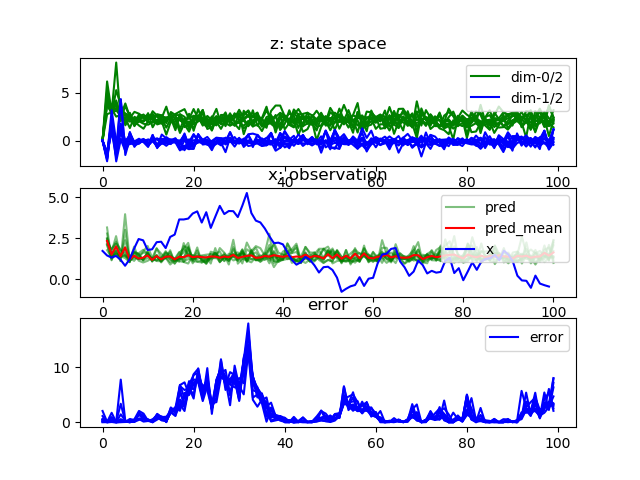 z: state space
5
0
dim-0/2
dim-1/2
0 20 40 60 80 100
x: observation
5.0
2.5
0.0
pred
pred_mean
x
0 20 40 60 80 100
error
10
0
error
0 20 40 60 80 100